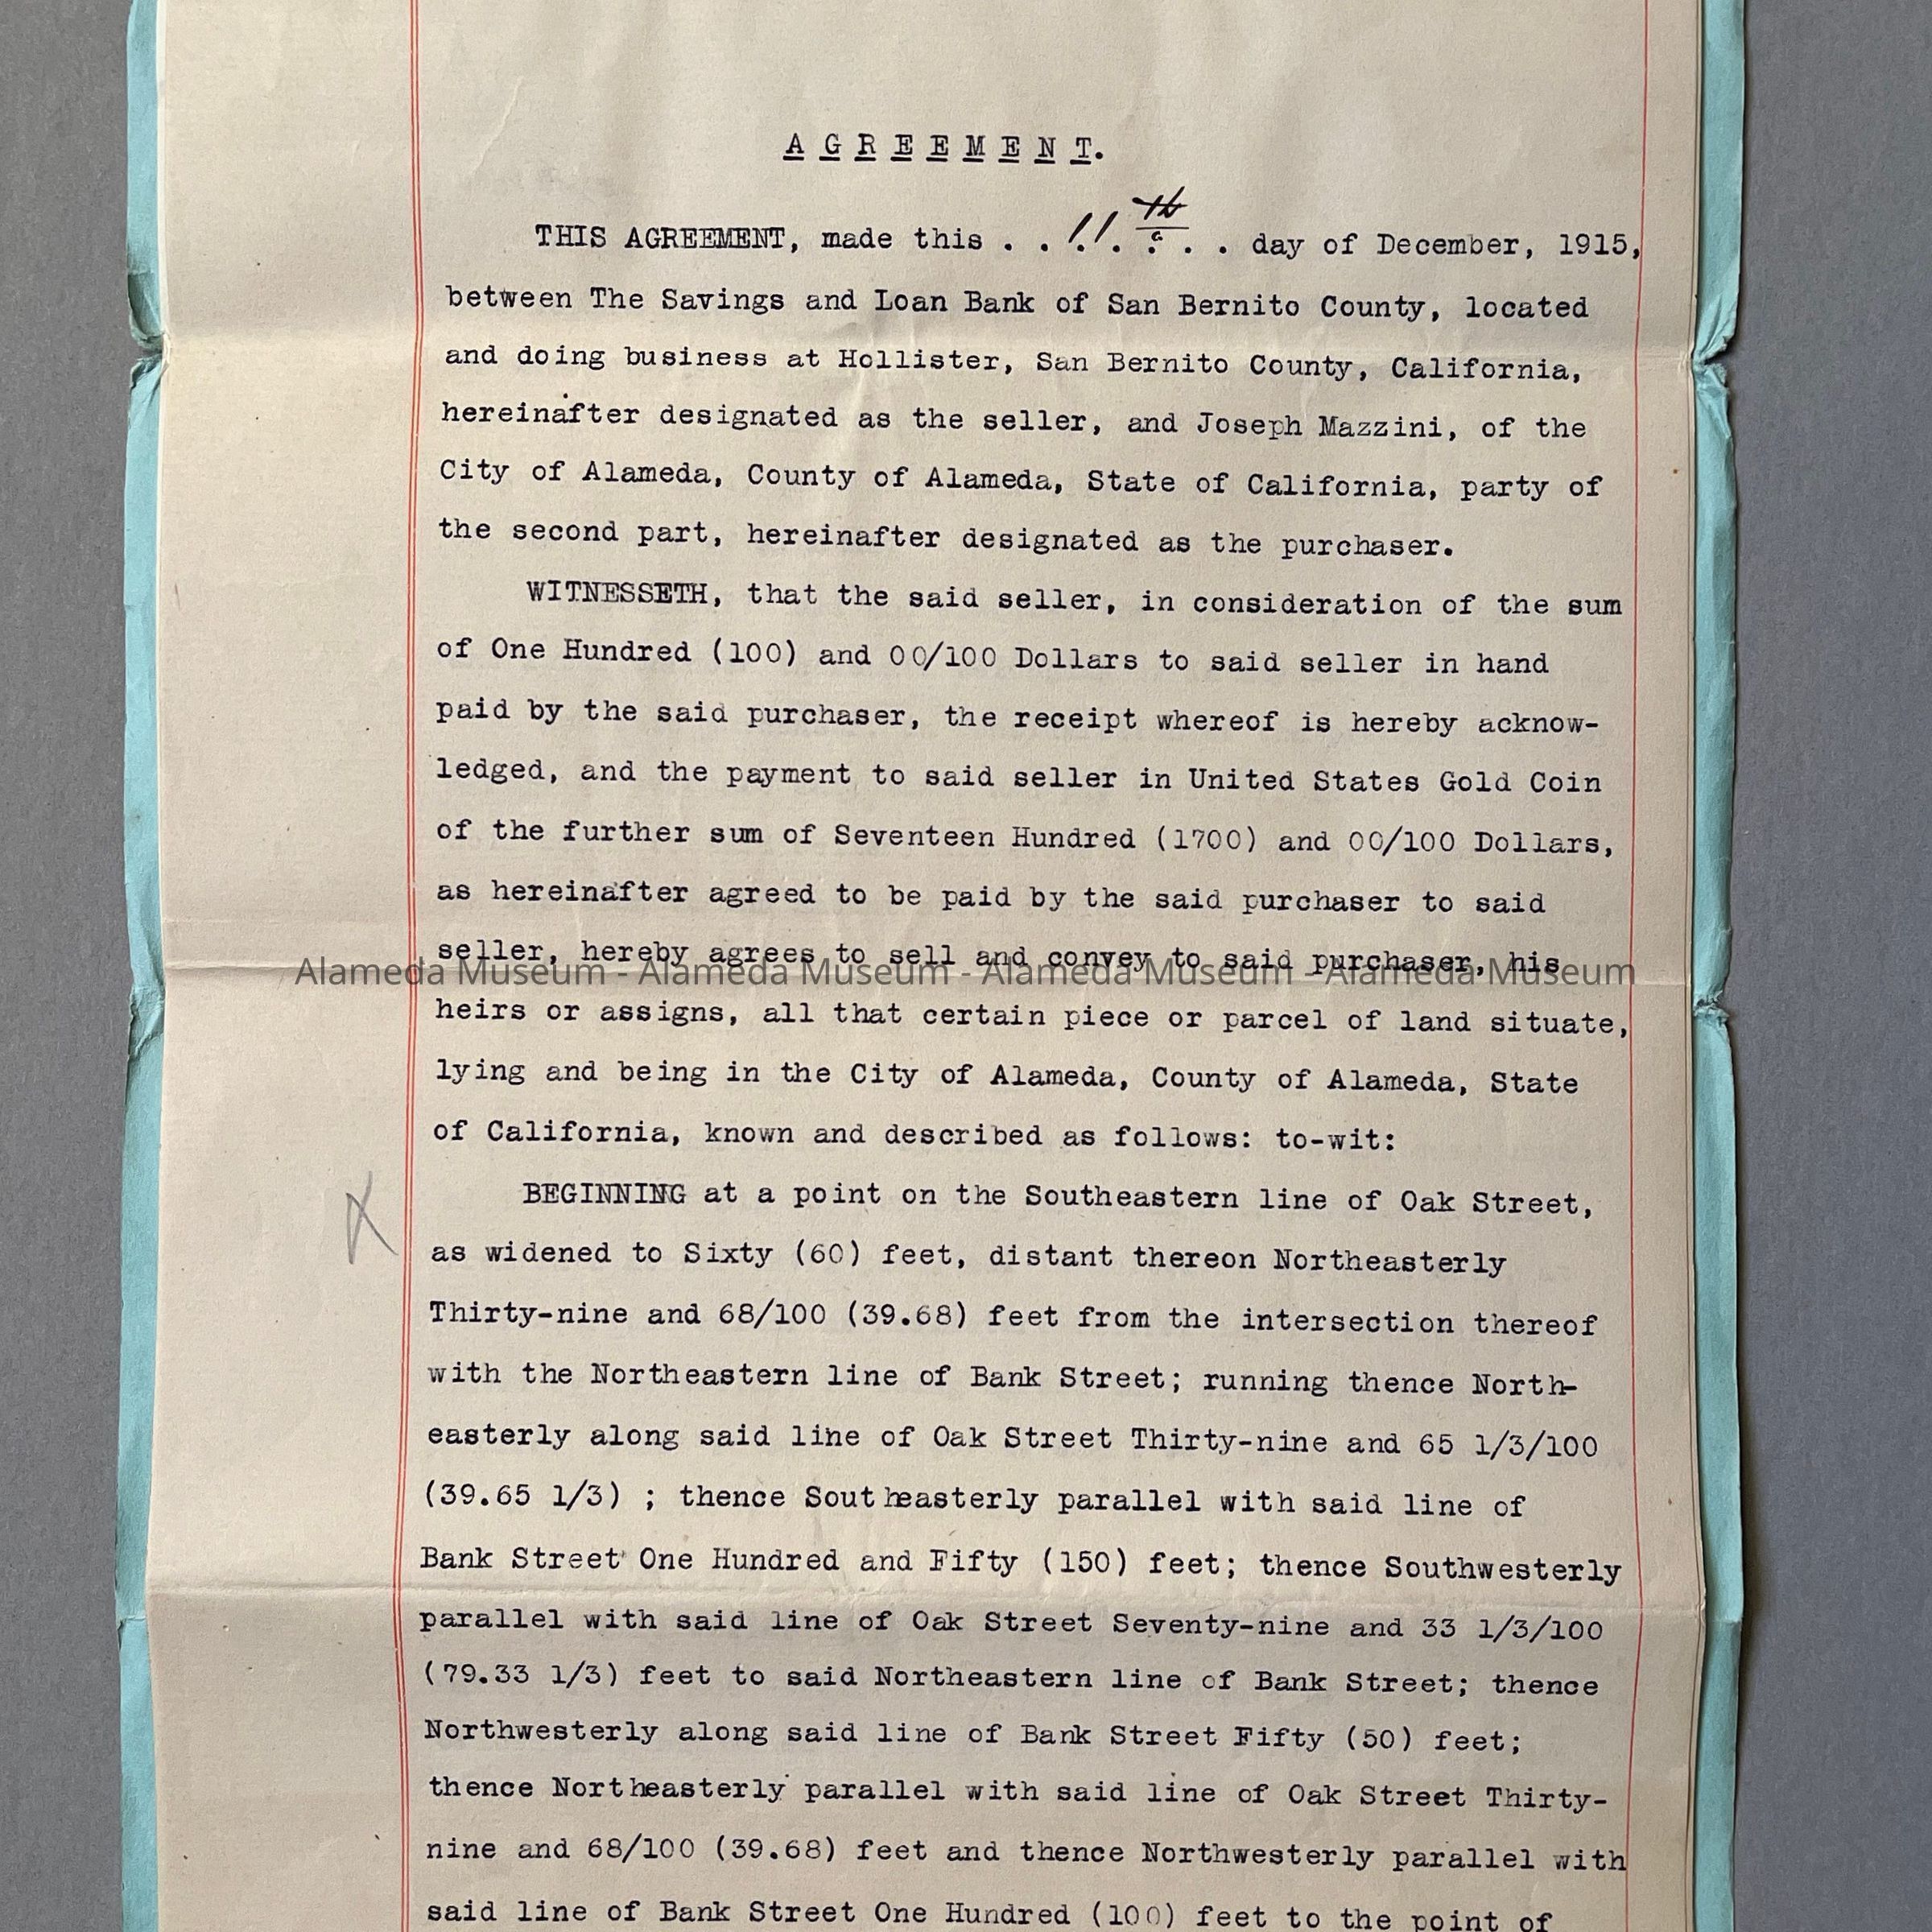 AGREEMENT.
THIS AGREEMENT, made this . . 11th . . day of December, 1915,
between The Savings and Loan Bank of San Bernito County, located
and doing business at Hollister, San Bernito County, California,
hereinafter designated as the seller, and Joseph Mazzini, of the
City of Alameda, County of Alameda, State of California, party of
the second part, hereinafter designated as the purchaser.
WITNESSETH, that the said seller, in consideration of the sum
of One Hundred (100) and 00/100 Dollars to said seller in hand
paid by the said purchaser, the receipt whereof is hereby acknow-
ledged, and the payment to said seller in United States Gold Coin
of the further sum of Seventeen Hundred (1700) and 00/100 Dollars,
as hereinafter agreed to be paid by the said purchaser to said
seller, hereby agrees to sell and convey to said purchaser, his
Alameda Museum - Alameda Museum - Alameda Museum - Alameda Museum
heirs or assigns, all that certain piece or parcel of land situate,
lying and being in the City of Alameda, County of Alameda, State
of California, known and described as follows: to-wit:
BEGINNING at a point on the Southeastern line of Oak Street,
as widened to Sixty (60) feet, distant thereon Northeasterly
Thirty-nine and 68/100 (39.68) feet from the intersection thereof
with the Northeastern line of Bank Street; running thence North-
easterly along said line of Oak Street Thirty-nine and 65 1/3/100
(39.65 1/3) ; thence Southeasterly parallel with said line of
Bank Street One Hundred and Fifty (150) feet; thence Southwesterly
parallel with said line of Oak Street Seventy-nine and 33 1/3/100
(79.33 1/3) feet to said Northeastern line of Bank Street; thence
Northwesterly along said line of Bank Street Fifty (50) feet;
thence Northeasterly parallel with said line of Oak Street Thirty-
nine and 68/100 (39.68) feet and thence Northwesterly parallel with
said line of Bank Street One Hundred (100) feet to the point of